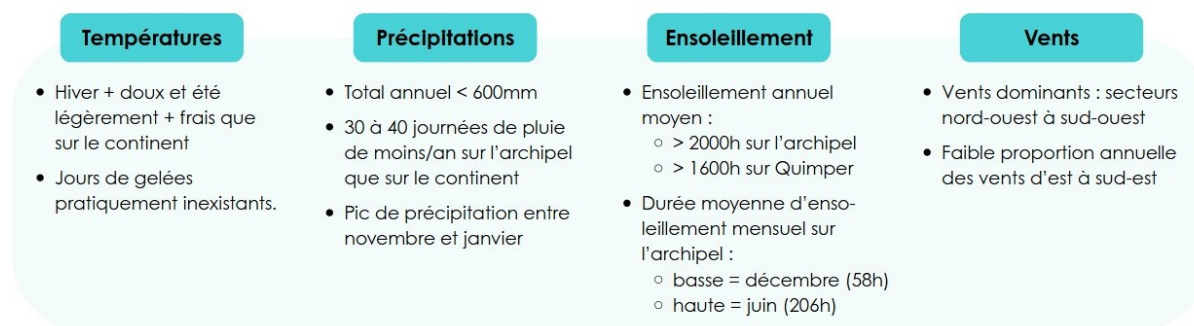 Températures
• Hiver + doux et été
légèrement + frais que
sur le continent
• Jours de gelées
pratiquement inexistants.
Précipitations
• Total annuel < 600mm
• 30 à 40 journées de pluie
de moins/an sur l'archipel
que sur le continent
• Pic de précipitation entre
novembre et janvier
Ensoleillement
• Ensoleillement annuel
moyen :
○ > 2000h sur l'archipel
○ > 1600h sur Quimper
• Durée moyenne d'enso-
leillement mensuel sur
l'archipel :
○ basse = décembre (58h)
○ haute = juin (206h)
Vents
• Vents dominants : secteurs
nord-ouest à sud-ouest
• Faible proportion annuelle
des vents d'est à sud-est